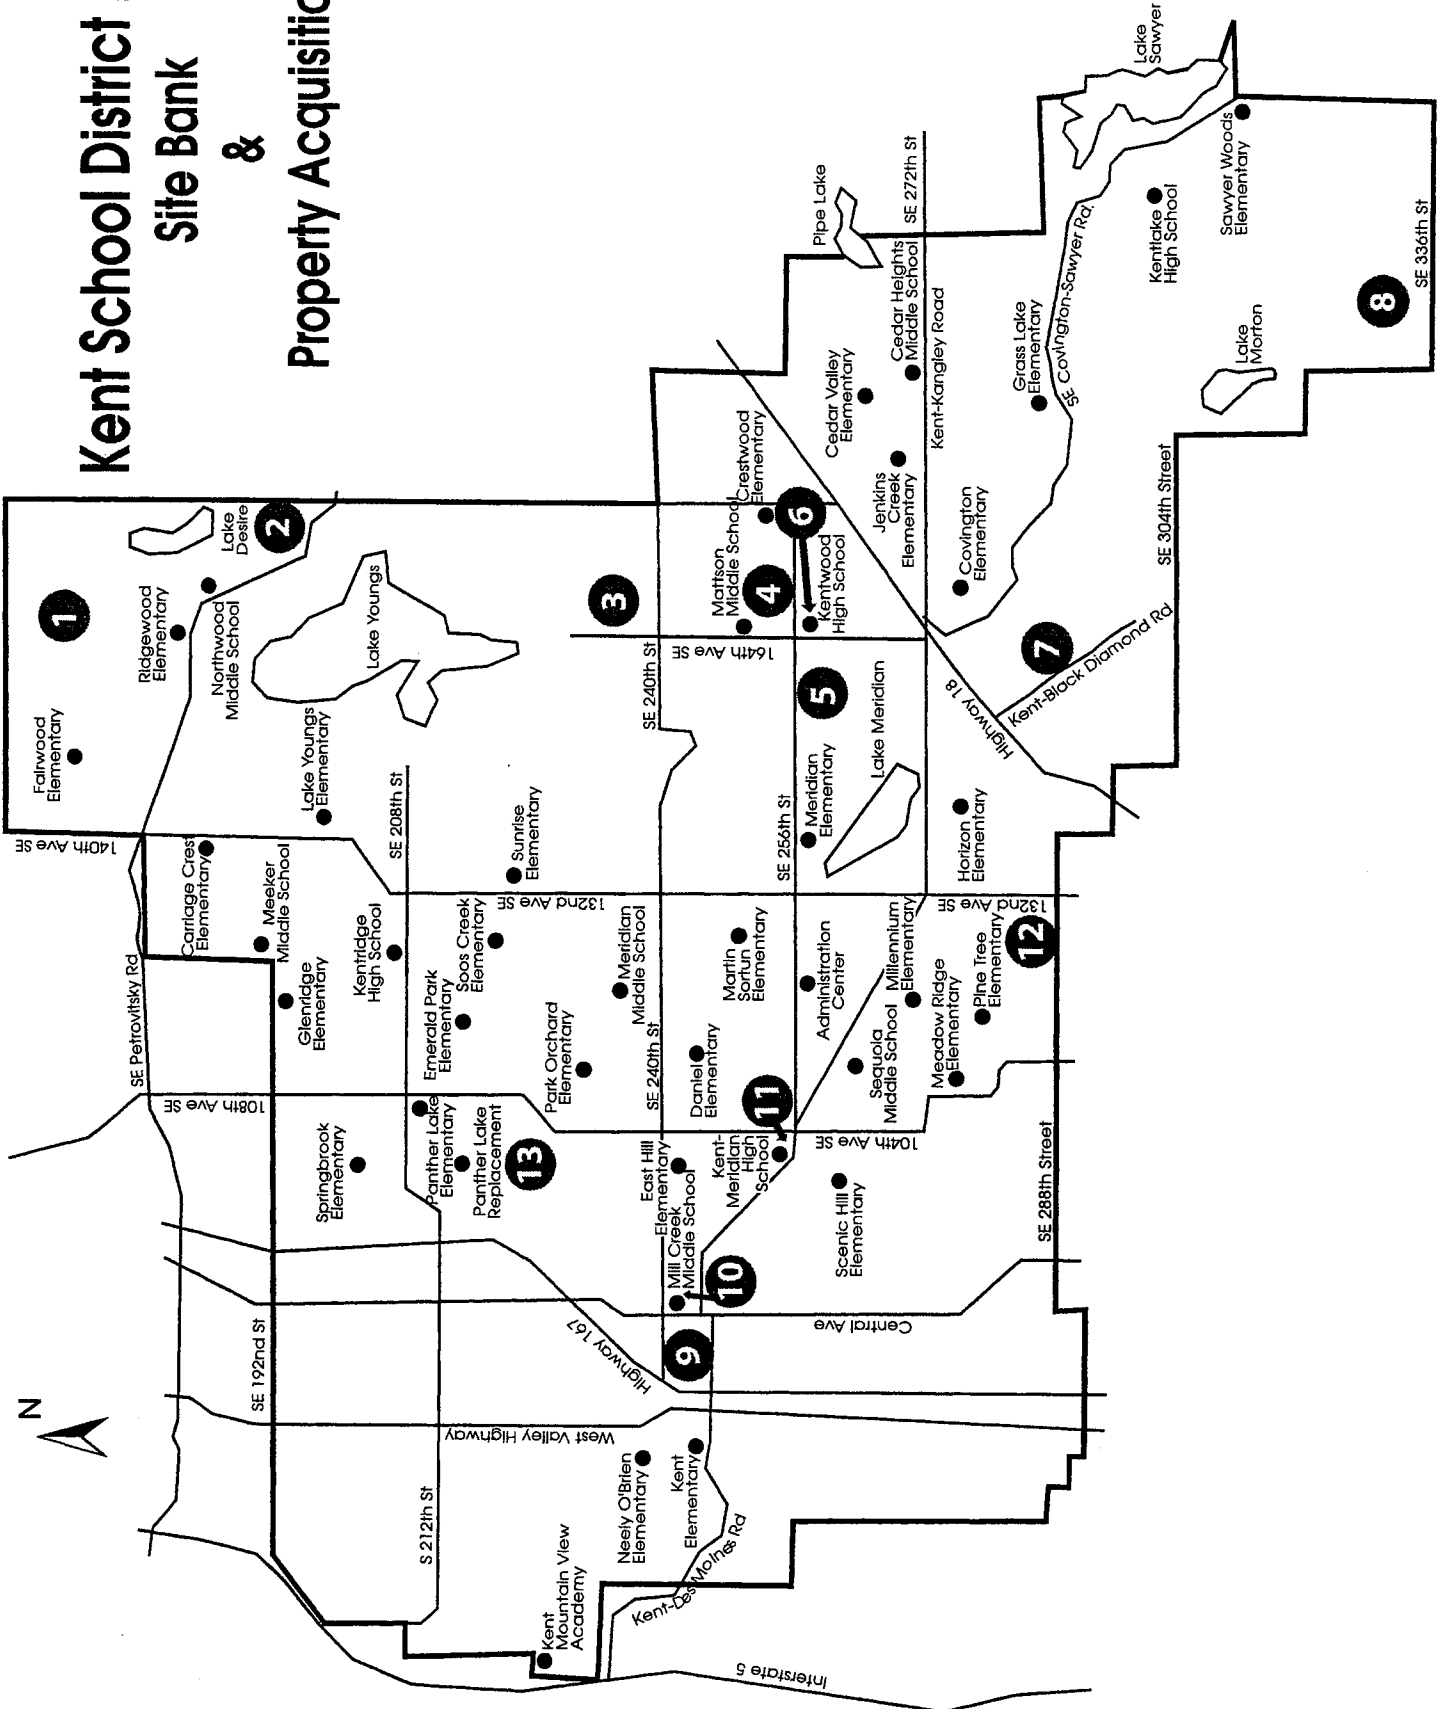 Kent School District
Site Bank
&
Property Acquisitio
N
1
Fairwood
Elementary
Ridgewood
Elementary
Northwood
Middle School
Lake
Desire
2
140th Ave SE
SE Petrovitsky Rd
Carriage Crest
Elementary
Meeker
Middle School
Lake Youngs
Elementary
Lake Youngs
SE 192nd St
108th Ave SE
Glenridge
Elementary
Kentridge
High School
SE 208th St
Springbrook
Elementary
Panther Lake
Elementary
Panther Lake
Replacement
13
Emerald Park
Elementary
Soos Creek
Elementary
132nd Ave SE
Sunrise
Elementary
S 212th St
West Valley Highway
Highway 167
Park Orchard
Elementary
Meridian
Middle School
3
SE 240th St
SE 240th St
164th Ave SE
Mattson
Middle School
Crestwood
Elementary
4
6
Kentwood
High School
5
SE 256th St
Meridian
Elementary
Lake Meridian
Martin
Sortun
Elementary
Daniel
Elementary
Administration
Center
11
Kent-
Meridian
High
School
104th Ave SE
East Hill
Elementary
Mill Creek
Middle School
10
9
Central Ave
Scenic Hill
Elementary
Sequoia
Middle School
Millennium
Elementary
Meadow Ridge
Elementary
Pine Tree
Elementary
12
132nd Ave SE
SE 288th Street
Horizon
Elementary
Highway 18
Kent-Black Diamond Rd
7
Covington
Elementary
Jenkins
Creek
Elementary
Cedar Valley
Elementary
Cedar Heights
Middle School
Kent-Kangley Road
SE 272th St
Pipe Lake
Grass Lake
Elementary
SE Covington-Sawyer Rd.
Lake
Sawyer
Kentlake
High School
Sawyer Woods
Elementary
Lake
Morton
SE 304th Street
8
SE 336th St
Neely O'Brien
Elementary
Kent
Elementary
Kent-Des Moines Rd
Kent
Mountain View
Academy
Interstate 5